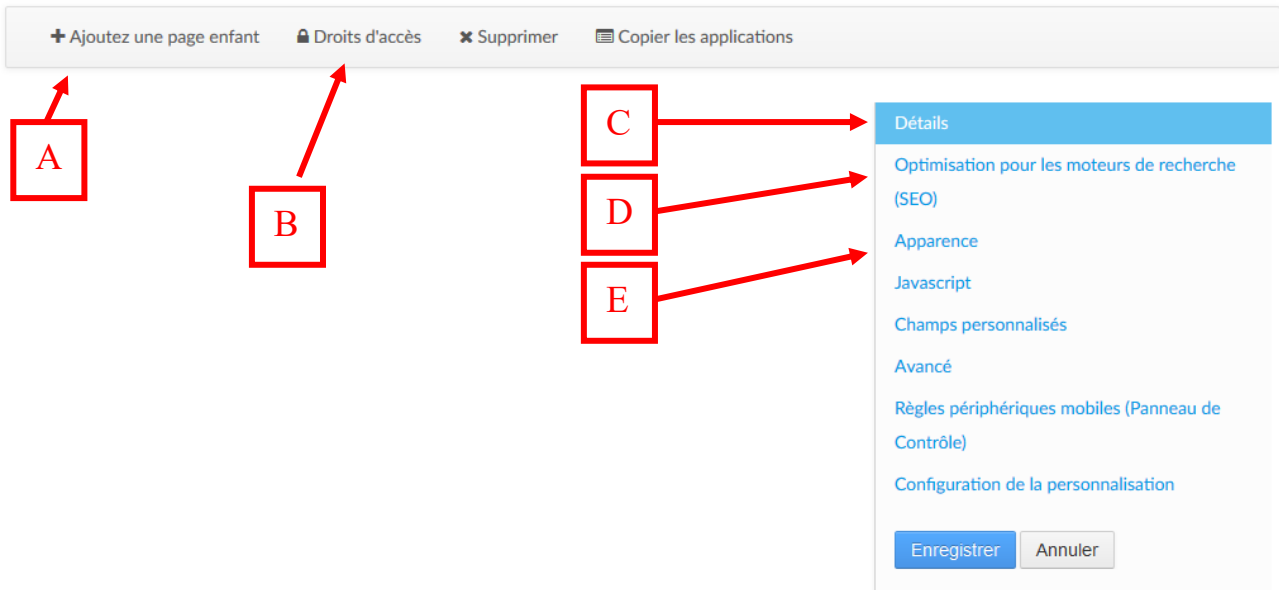 Ajoutez une page enfant Droits d'accès Supprimer Copier les applications
A
B
C
D
E
Détails
Optimisation pour les moteurs de recherche
(SEO)
Apparence
Javascript
Champs personnalisés
Avancé
Règles périphériques mobiles (Panneau de
Contrôle)
Configuration de la personnalisation
Enregistrer Annuler